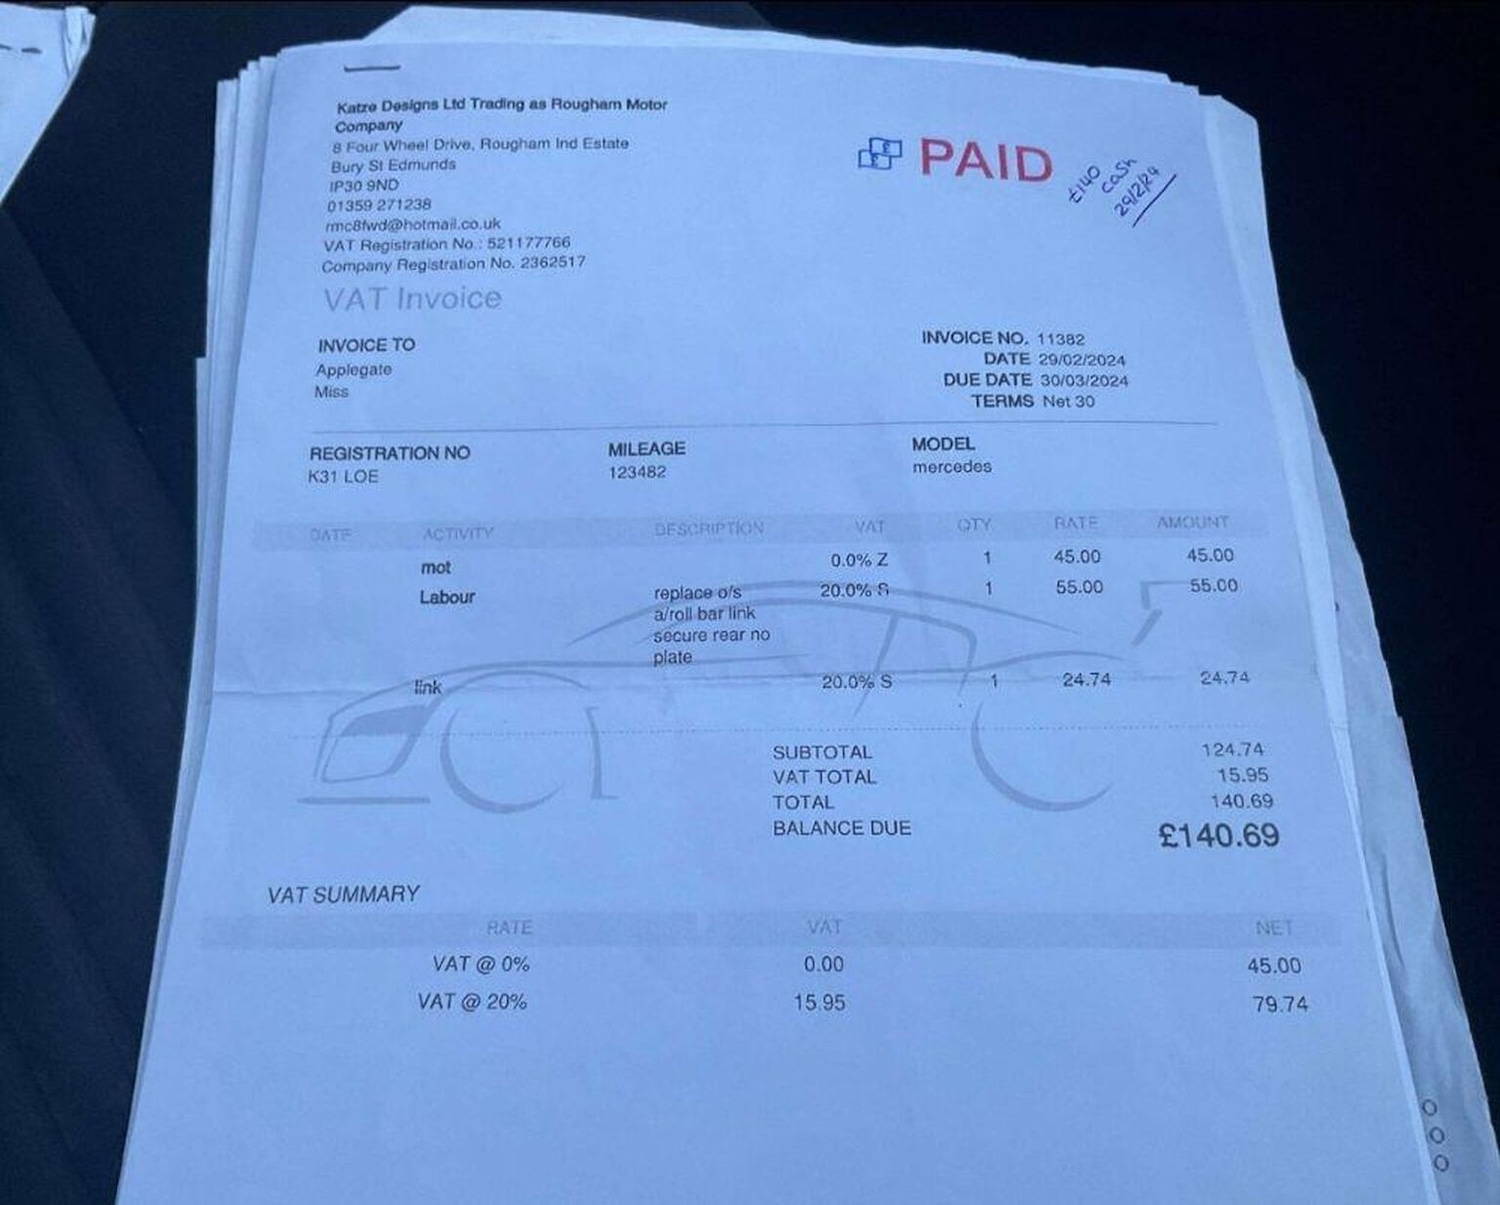 Katze Designs Ltd Trading as Rougham Motor
Company
8 Four Wheel Drive, Rougham Ind Estate
Bury St Edmunds
IP30 9ND
01359 271238
rmc8fwd@hotmail.co.uk
VAT Registration No.: 521177766
Company Registration No. 2362517
VAT Invoice
££ PAID
£140
cash
29/2/24
INVOICE TO
Applegate
Miss
INVOICE NO. 11382
DATE 29/02/2024
DUE DATE 30/03/2024
TERMS Net 30
REGISTRATION NO MILEAGE MODEL
K31 LOE 123482 mercedes
DATE ACTIVITY DESCRIPTION VAT QTY RATE AMOUNT
mot 0.0% Z 1 45.00 45.00
Labour replace o/s 20.0% S 1 55.00 55.00
a/roll bar link
secure rear no
plate
link 20.0% S 1 24.74 24.74
SUBTOTAL 124.74
VAT TOTAL 15.95
TOTAL 140.69
BALANCE DUE £140.69
VAT SUMMARY
RATE VAT NET
VAT @ 0% 0.00 45.00
VAT @ 20% 15.95 79.74